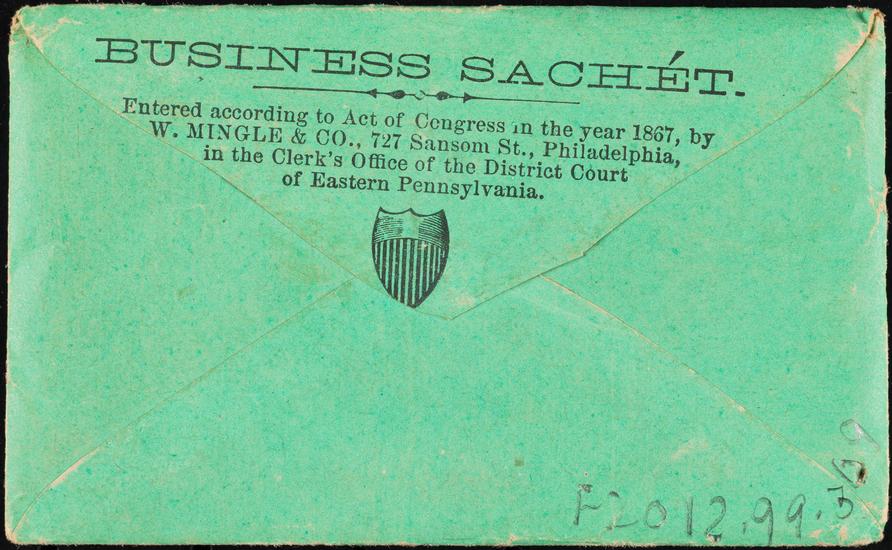 BUSINESS SACHÉT.
Entered according to Act of Congress in the year 1867, by
W. MINGLE & CO., 727 Sansom St., Philadelphia,
in the Clerk's Office of the District Court
of Eastern Pennsylvania.
F2012.99.369